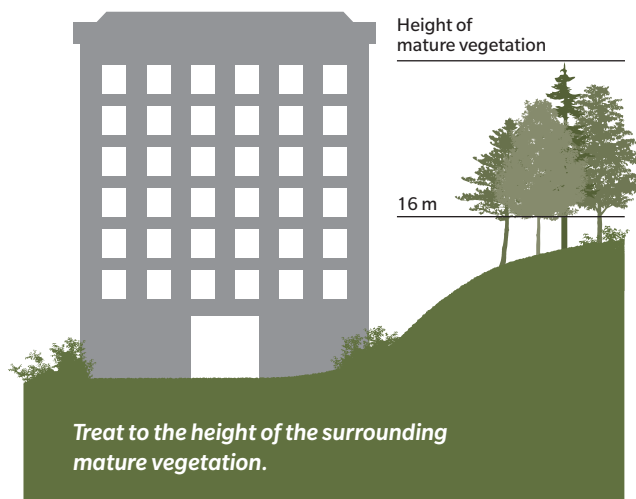 Height of
mature vegetation
16 m
Treat to the height of the surrounding
mature vegetation.